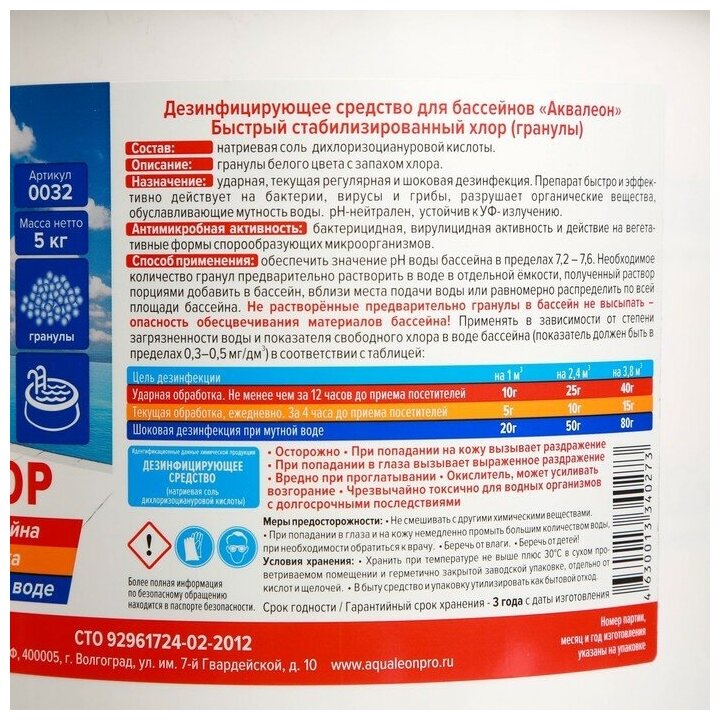 Дезинфицирующее средство для бассейнов «Аквалеон»
Быстрый стабилизированный хлор (гранулы)
Состав: натриевая соль дихлоризоциануровой кислоты.
Описание: гранулы белого цвета с запахом хлора.
Назначение: ударная, текущая регулярная и шоковая дезинфекция. Препарат быстро и эффек-
тивно действует на бактерии, вирусы и грибы, разрушает органические вещества,
обуславливающие мутность воды. pH-нейтрален, устойчив к УФ-излучению.
Антимикробная активность: бактерицидная, вирулицидная активность и действие на вегета-
тивные формы спорообразующих микроорганизмов.
Способ применения: обеспечить значение pH воды бассейна в пределах 7,2 – 7,6. Необходимое
количество гранул предварительно растворить в воде в отдельной ёмкости, полученный раствор
порциями добавить в бассейн, вблизи места подачи воды или равномерно распределить по всей
площади бассейна. Не растворённые предварительно гранулы в бассейн не высыпать –
опасность обесцвечивания материалов бассейна! Применять в зависимости от степени
загрязненности воды и показателя свободного хлора в воде бассейна (показатель должен быть в
пределах 0,3–0,5 мг/дм³) в соответствии с таблицей:
Цель дезинфекции на 1 м³ на 2,4 м³ на 3,8 м³
Ударная обработка. Не менее чем за 12 часов до приема посетителей 10г 25г 40г
Текущая обработка, ежедневно. За 4 часа до приема посетителей 5г 10г 15г
Шоковая дезинфекция при мутной воде 20г 50г 80г
Артикул
0032
Масса нетто
5 кг
гранулы
ОР
йна
ка
воде
Идентификационные данные химической продукции
ДЕЗИНФИЦИРУЮЩЕЕ
СРЕДСТВО
(натриевая соль
дихлоризоциануровой кислоты)
• Осторожно • При попадании на кожу вызывает раздражение
• При попадании в глаза вызывает выраженное раздражение
• Вредно при проглатывании • Окислитель, может усиливать
возгорание • Чрезвычайно токсично для водных организмов
с долгосрочными последствиями
Меры предосторожности: • Не смешивать с другими химическими веществами.
• При попадании в глаза и на кожу немедленно промыть большим количеством воды,
при необходимости обратиться к врачу. • Беречь от влаги. • Беречь от детей!
Условия хранения: • Хранить при температуре не выше плюс 30°С в сухом про-
ветриваемом помещении и герметично закрытой заводской упаковке, отдельно от
кислот и щелочей. • В быту средство и упаковку утилизировать как бытовой отход.
Срок годности / Гарантийный срок хранения - 3 года с даты изготовления
Более полная информация
по безопасному обращению
находится в паспорте безопасности.
4 630013 340273
СТО 92961724-02-2012
Ф, 400005, г. Волгоград, ул. им. 7-й Гвардейской, д. 10 www.aqualeonpro.ru
Номер партии,
месяц и год изготовления
указаны на упаковке